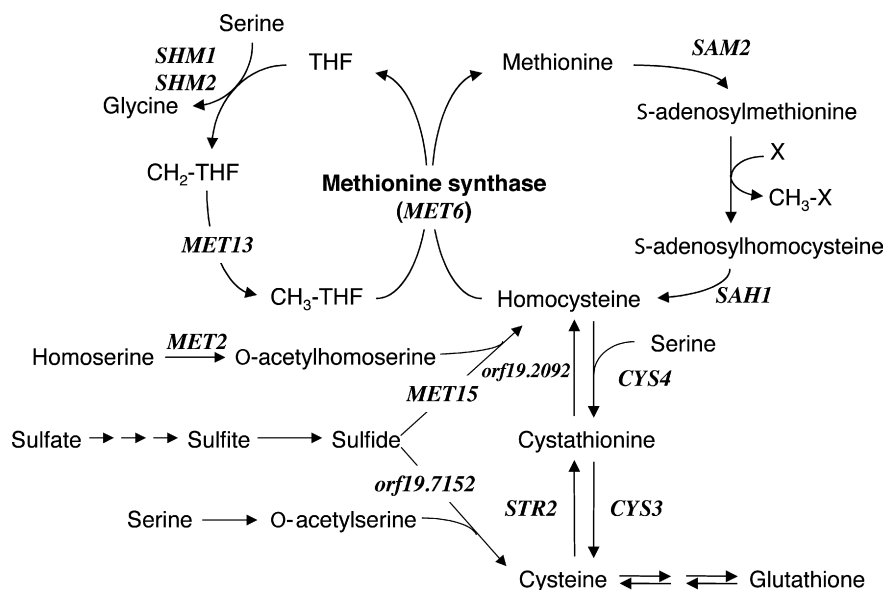 Serine
SHM1
SHM2
THF
Methionine
SAM2
Glycine
S-adenosylmethionine
X
CH2-THF
CH3-X
Methionine synthase
(MET6)
MET13
S-adenosylhomocysteine
CH3-THF
Homocysteine
SAH1
MET2
Homoserine
O-acetylhomoserine
Serine
orf19.2092
CYS4
MET15
Sulfate
Sulfite
Sulfide
Cystathionine
orf19.7152
STR2
CYS3
Serine
O-acetylserine
Cysteine
Glutathione